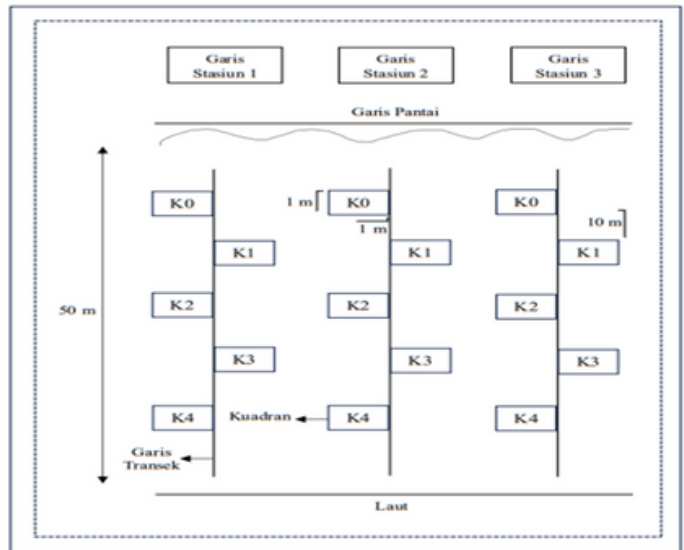 Garis
Stasiun 1
Garis
Stasiun 2
Garis
Stasiun 3
Garis Pantai
K0
1 m
K0
1 m
K0
10 m
K1
K1
K1
50 m
K2
K2
K2
K3
K3
K3
K4
Kuadran
K4
K4
Garis
Transek
Laut